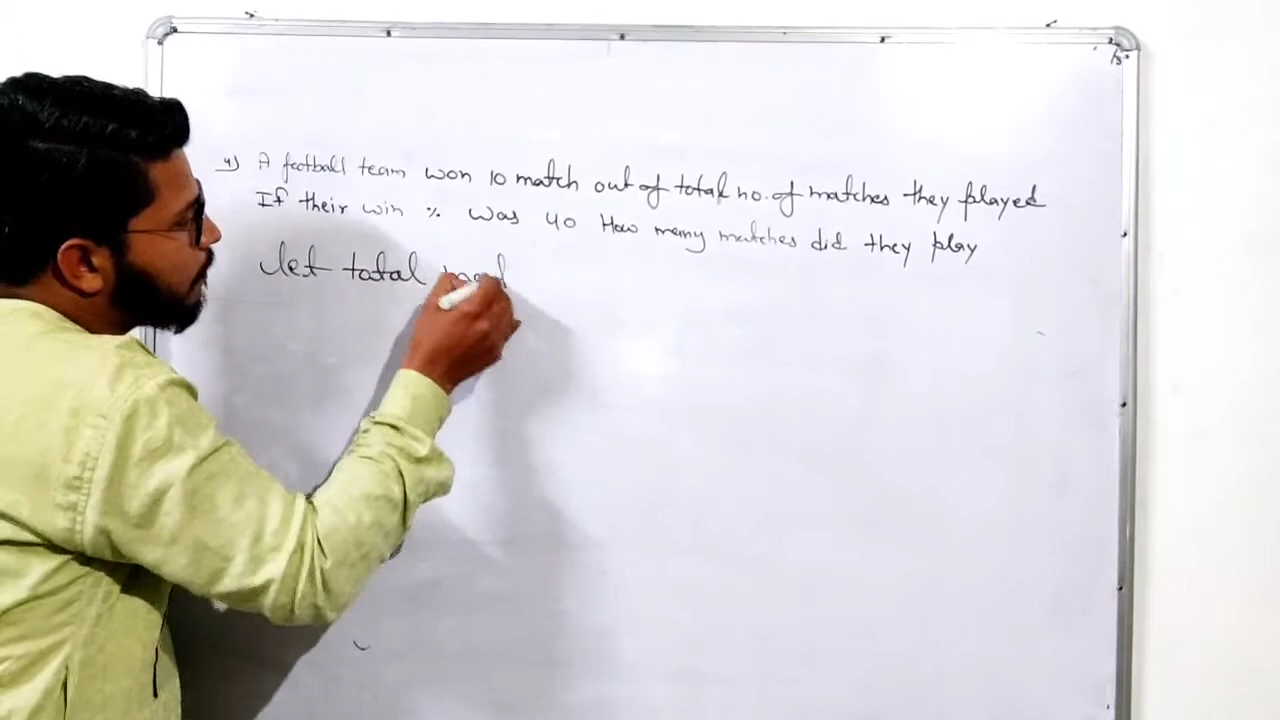 4) A football team won 10 match out of total no. of matches they played
If their win % was 40 How many matches did they play
let total